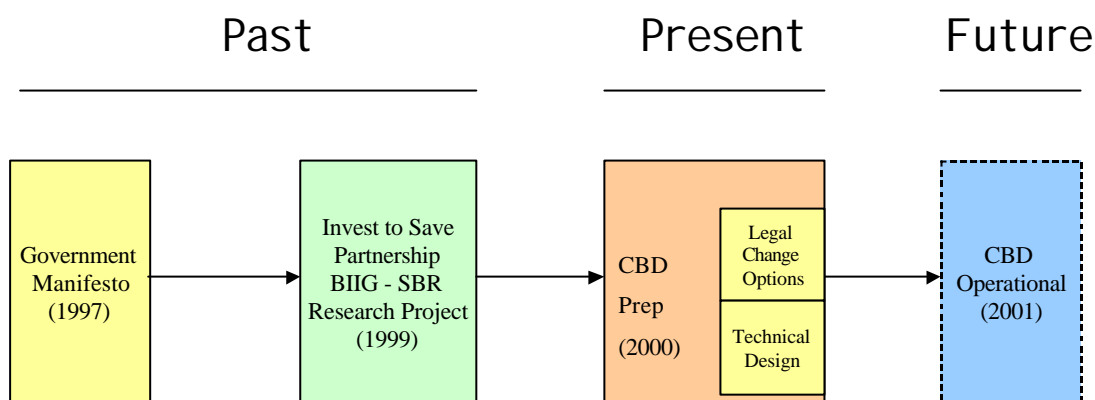 Past
Present
Future
Government
Manifesto
(1997)
Invest to Save
Partnership
BIIG - SBR
Research Project
(1999)
CBD
Prep
(2000)
Legal
Change
Options
Technical
Design
CBD
Operational
(2001)